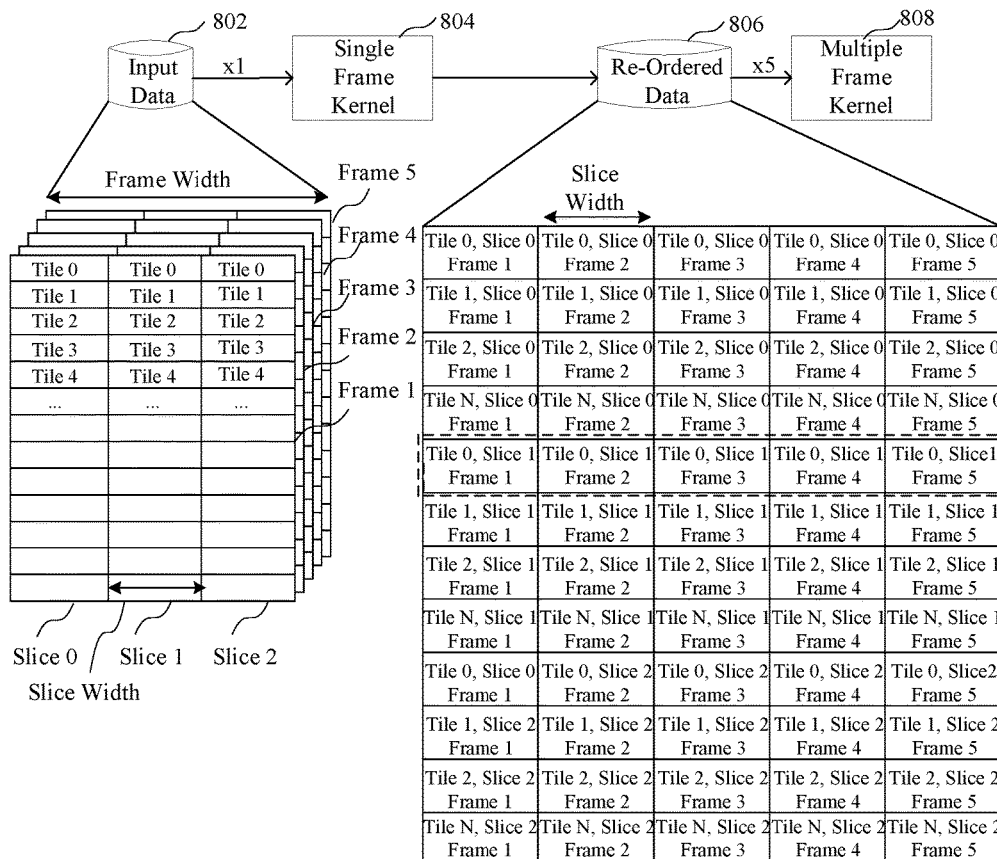 802
804
806
808
Input
Data
x1
Single
Frame
Kernel
Re-Ordered
Data
x5
Multiple
Frame
Kernel
Frame Width
Frame 5
Frame 4
Frame 3
Frame 2
Frame 1
Tile 0 Tile 0 Tile 0
Tile 1 Tile 1 Tile 1
Tile 2 Tile 2 Tile 2
Tile 3 Tile 3 Tile 3
Tile 4 Tile 4 Tile 4
... ... ...
Slice 0 Slice 1 Slice 2
Slice Width
Slice
Width
Tile 0, Slice 0 Tile 0, Slice 0 Tile 0, Slice 0 Tile 0, Slice 0 Tile 0, Slice 0
Frame 1 Frame 2 Frame 3 Frame 4 Frame 5
Tile 1, Slice 0 Tile 1, Slice 0 Tile 1, Slice 0 Tile 1, Slice 0 Tile 1, Slice 0
Frame 1 Frame 2 Frame 3 Frame 4 Frame 5
Tile 2, Slice 0 Tile 2, Slice 0 Tile 2, Slice 0 Tile 2, Slice 0 Tile 2, Slice 0
Frame 1 Frame 2 Frame 3 Frame 4 Frame 5
Tile N, Slice 0 Tile N, Slice 0 Tile N, Slice 0 Tile N, Slice 0 Tile N, Slice 0
Frame 1 Frame 2 Frame 3 Frame 4 Frame 5
Tile 0, Slice 1 Tile 0, Slice 1 Tile 0, Slice 1 Tile 0, Slice 1 Tile 0, Slice1
Frame 1 Frame 2 Frame 3 Frame 4 Frame 5
Tile 1, Slice 1 Tile 1, Slice 1 Tile 1, Slice 1 Tile 1, Slice 1 Tile 1, Slice 1
Frame 1 Frame 2 Frame 3 Frame 4 Frame 5
Tile 2, Slice 1 Tile 2, Slice 1 Tile 2, Slice 1 Tile 2, Slice 1 Tile 2, Slice 1
Frame 1 Frame 2 Frame 3 Frame 4 Frame 5
Tile N, Slice 1 Tile N, Slice 1 Tile N, Slice 1 Tile N, Slice 1 Tile N, Slice 1
Frame 1 Frame 2 Frame 3 Frame 4 Frame 5
Tile 0, Slice 0 Tile 0, Slice 2 Tile 0, Slice 2 Tile 0, Slice 2 Tile 0, Slice2
Frame 1 Frame 2 Frame 3 Frame 4 Frame 5
Tile 1, Slice 2 Tile 1, Slice 2 Tile 1, Slice 2 Tile 1, Slice 2 Tile 1, Slice 2
Frame 1 Frame 2 Frame 3 Frame 4 Frame 5
Tile 2, Slice 2 Tile 2, Slice 2 Tile 2, Slice 2 Tile 2, Slice 2 Tile 2, Slice 2
Frame 1 Frame 2 Frame 3 Frame 4 Frame 5
Tile N, Slice 2 Tile N, Slice 2 Tile N, Slice 2 Tile N, Slice 2 Tile N, Slice 2
Frame 1 Frame 2 Frame 3 Frame 4 Frame 5